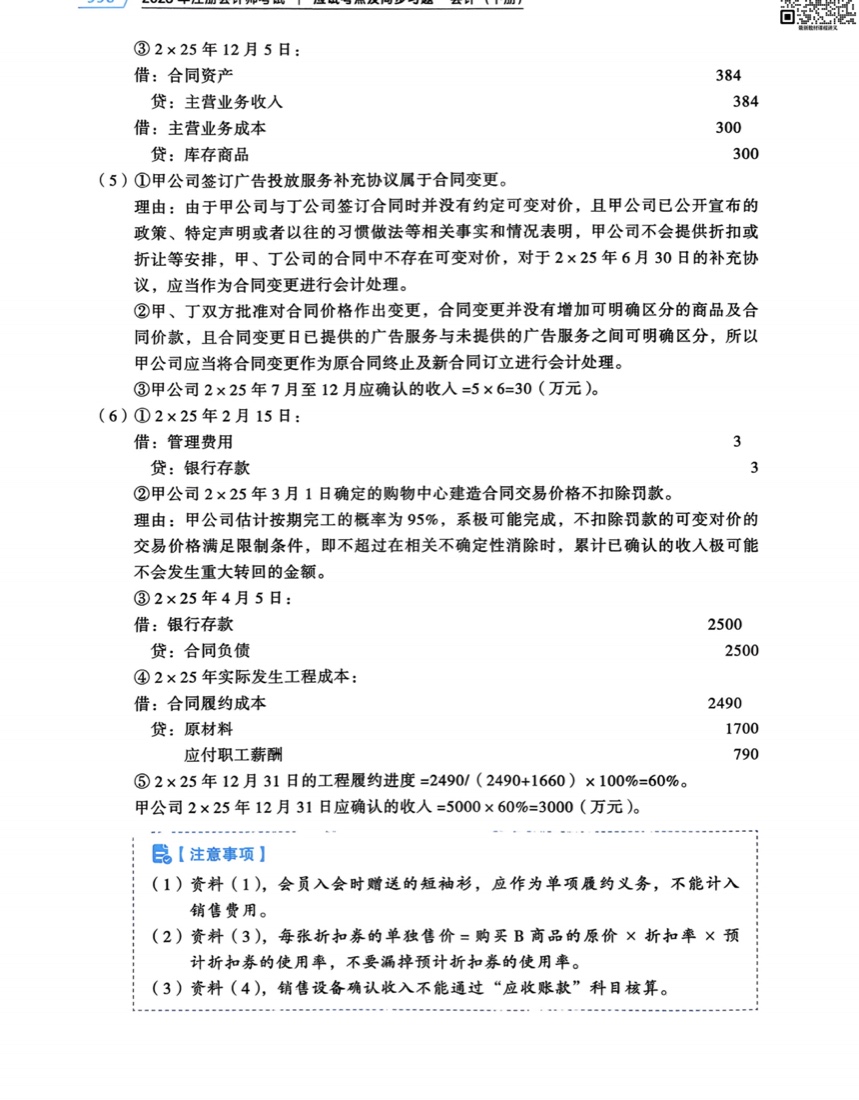 ③ 2×25 年 12 月 5 日：
借：合同资产 384
贷：主营业务收入 384
借：主营业务成本 300
贷：库存商品 300
（5）①甲公司签订广告投放服务补充协议属于合同变更。
理由：由于甲公司与丁公司签订合同时并没有约定可变对价，且甲公司已公开宣布的
政策、特定声明或者以往的习惯做法等相关事实和情况表明，甲公司不会提供折扣或
折让等安排，甲、丁公司的合同中不存在可变对价，对于 2×25 年 6 月 30 日的补充协
议，应当作为合同变更进行会计处理。
②甲、丁双方批准对合同价格作出变更，合同变更并没有增加可明确区分的商品及合
同价款，且合同变更日已提供的广告服务与未提供的广告服务之间可明确区分，所以
甲公司应当将合同变更作为原合同终止及新合同订立进行会计处理。
③甲公司 2×25 年 7 月至 12 月应确认的收入 =5×6=30（万元）。
（6）① 2×25 年 2 月 15 日：
借：管理费用 3
贷：银行存款 3
②甲公司 2×25 年 3 月 1 日确定的购物中心建造合同交易价格不扣除罚款。
理由：甲公司估计按期完工的概率为 95%，系极可能完成，不扣除罚款的可变对价的
交易价格满足限制条件，即不超过在相关不确定性消除时，累计已确认的收入极可能
不会发生重大转回的金额。
③ 2×25 年 4 月 5 日：
借：银行存款 2500
贷：合同负债 2500
④ 2×25 年实际发生工程成本：
借：合同履约成本 2490
贷：原材料 1700
应付职工薪酬 790
⑤ 2×25 年 12 月 31 日的工程履约进度 =2490/（2490+1660）×100%=60%。
甲公司 2×25 年 12 月 31 日应确认的收入 =5000×60%=3000（万元）。
【注意事项】
（1）资料（1），会员入会时赠送的短袖衫，应作为单项履约义务，不能计入
销售费用。
（2）资料（3），每张折扣券的单独售价 = 购买 B 商品的原价 × 折扣率 × 预
计折扣券的使用率，不要漏掉预计折扣券的使用率。
（3）资料（4），销售设备确认收入不能通过“应收账款”科目核算。